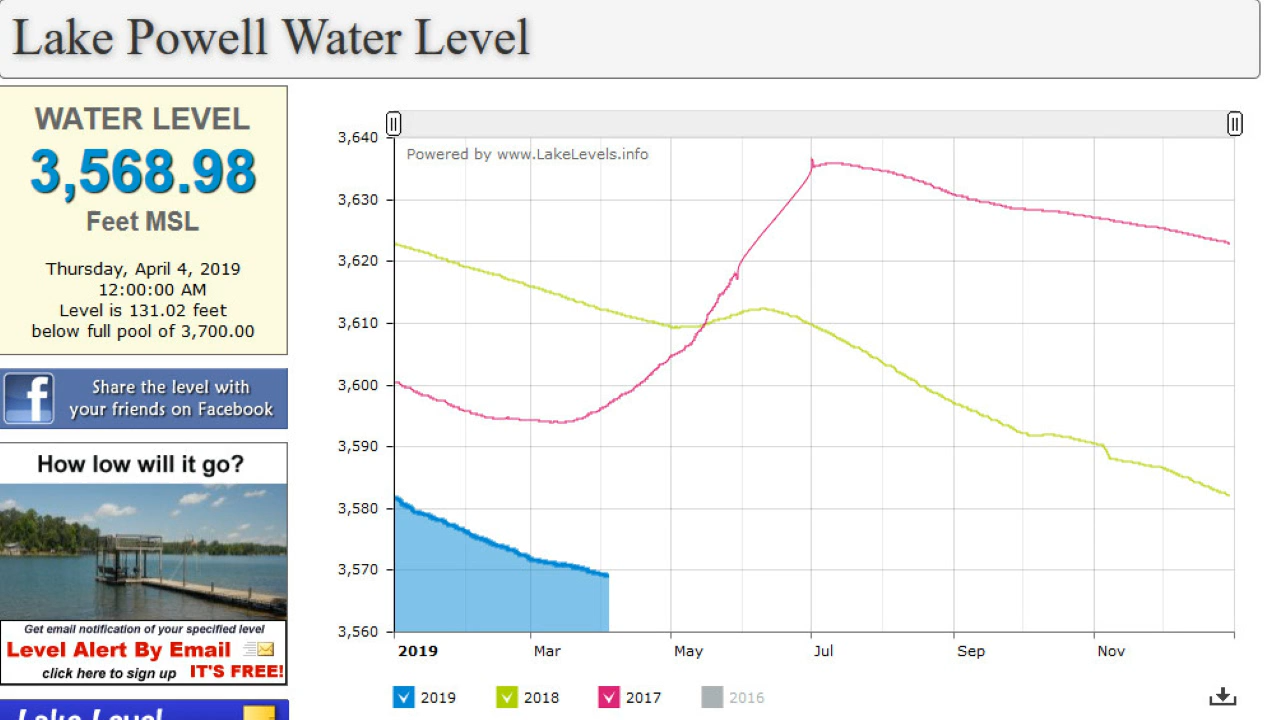 Lake Powell Water Level
WATER LEVEL
3,568.98
Feet MSL
Thursday, April 4, 2019
12:00:00 AM
Level is 131.02 feet
below full pool of 3,700.00
f
Share the level with
your friends on Facebook
How low will it go?
Get email notification of your specified level
Level Alert By Email
click here to sign up IT'S FREE!
Lake Level
Powered by www.LakeLevels.info
3,640
3,630
3,620
3,610
3,600
3,590
3,580
3,570
3,560
2019 Mar May Jul Sep Nov
2019 2018 2017 2016